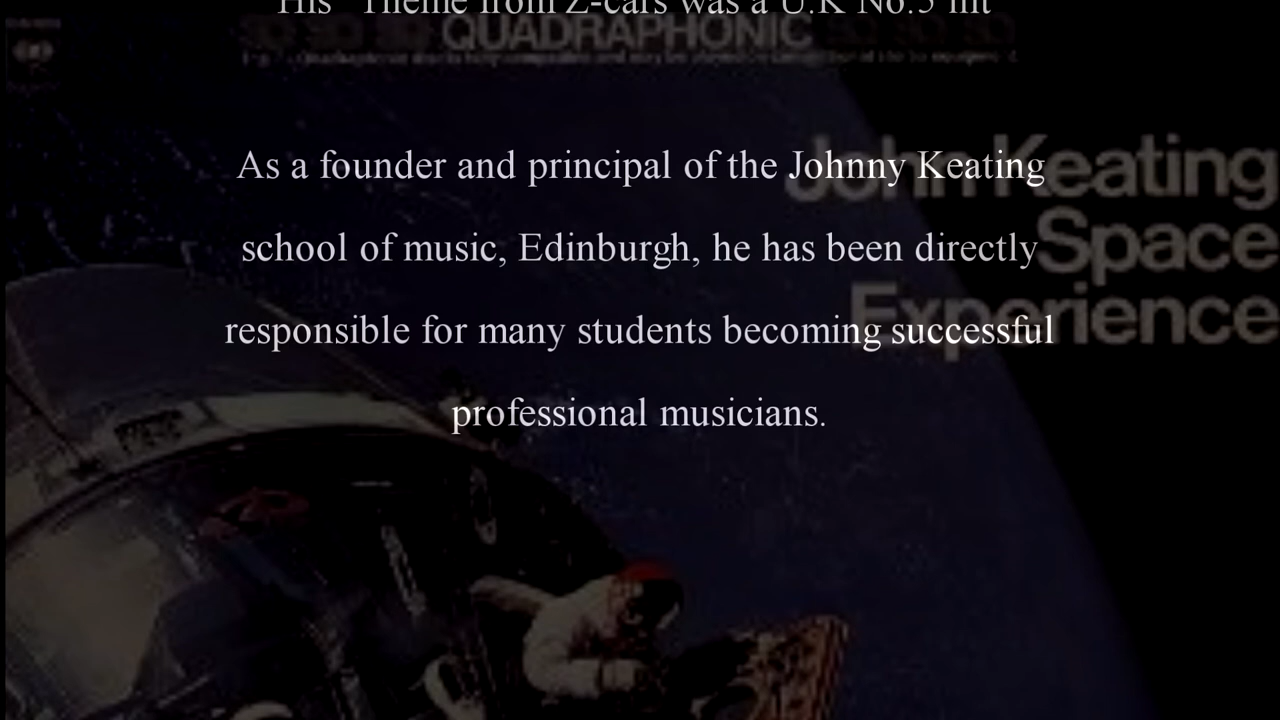 His "Theme from Z-cars was a U.K No.5 hit
QUADRAPHONIC
As a founder and principal of the Johnny Keating
school of music, Edinburgh, he has been directly
responsible for many students becoming successful
professional musicians.
John Keating
Space
Experience